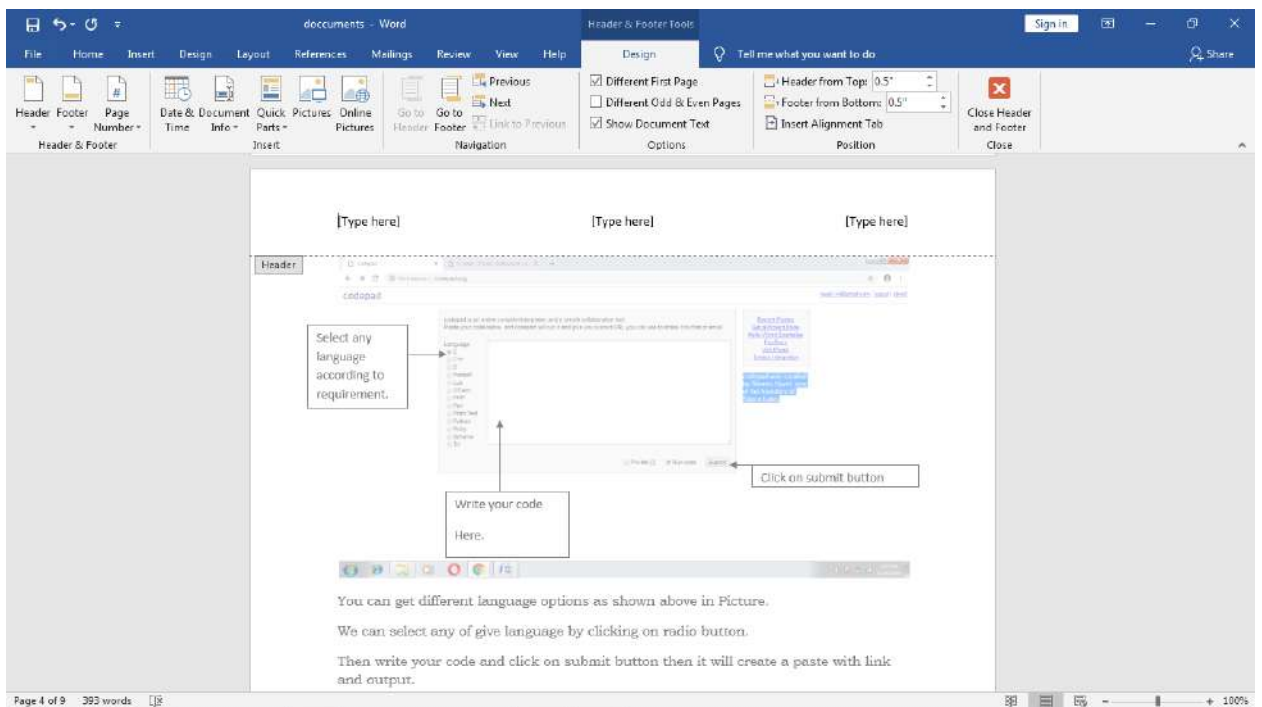 doccuments - Word
Header & Footer Tools
Sign in
File Home Insert Design Layout References Mailings Review View Help Design Tell me what you want to do Share
Header Footer Page Number
Header & Footer
Date & Time Document Info Quick Parts Pictures Online Pictures
Insert
Go to Header Go to Footer Previous
Next
Link to Previous
Navigation
Different First Page
Different Odd & Even Pages
Show Document Text
Options
Header from Top: 0.5"
Footer from Bottom: 0.5"
Insert Alignment Tab
Position
Close Header and Footer
Close
[Type here] [Type here] [Type here]
Header
codepad
Language
Select any
language
according to
requirement.
Click on submit button
Write your code
Here.
You can get different language options as shown above in Picture.
We can select any of give language by clicking on radio button.
Then write your code and click on submit button then it will create a paste with link
and output.
Page 4 of 9 393 words 100%